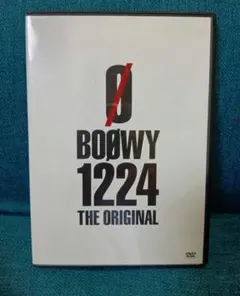 Ø
BOØWY
1224
THE ORIGINAL
DVD